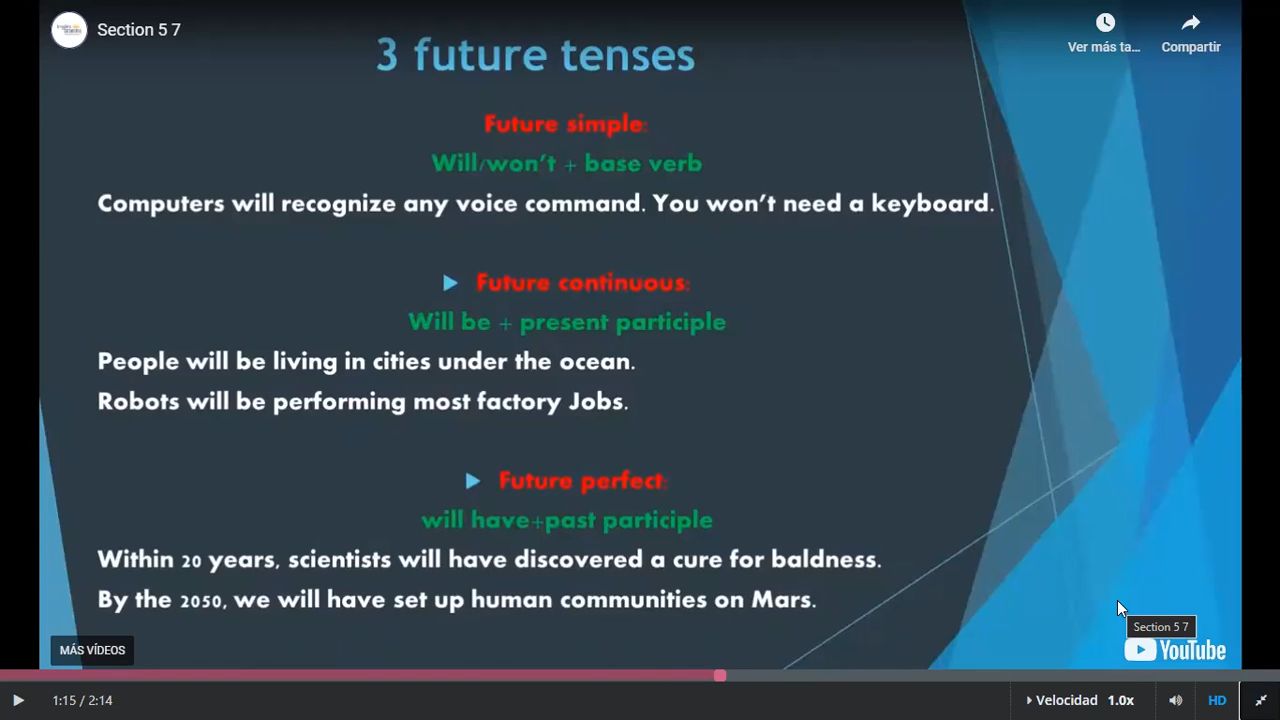 Section 5 7
Ver más ta...
Compartir
3 future tenses
Future simple:
Will/won't + base verb
Computers will recognize any voice command. You won't need a keyboard.
Future continuous:
Will be + present participle
People will be living in cities under the ocean.
Robots will be performing most factory Jobs.
Future perfect:
will have+past participle
Within 20 years, scientists will have discovered a cure for baldness.
By the 2050, we will have set up human communities on Mars.
Section 5 7
MÁS VÍDEOS
YouTube
1:15 / 2:14
Velocidad 1.0x
HD